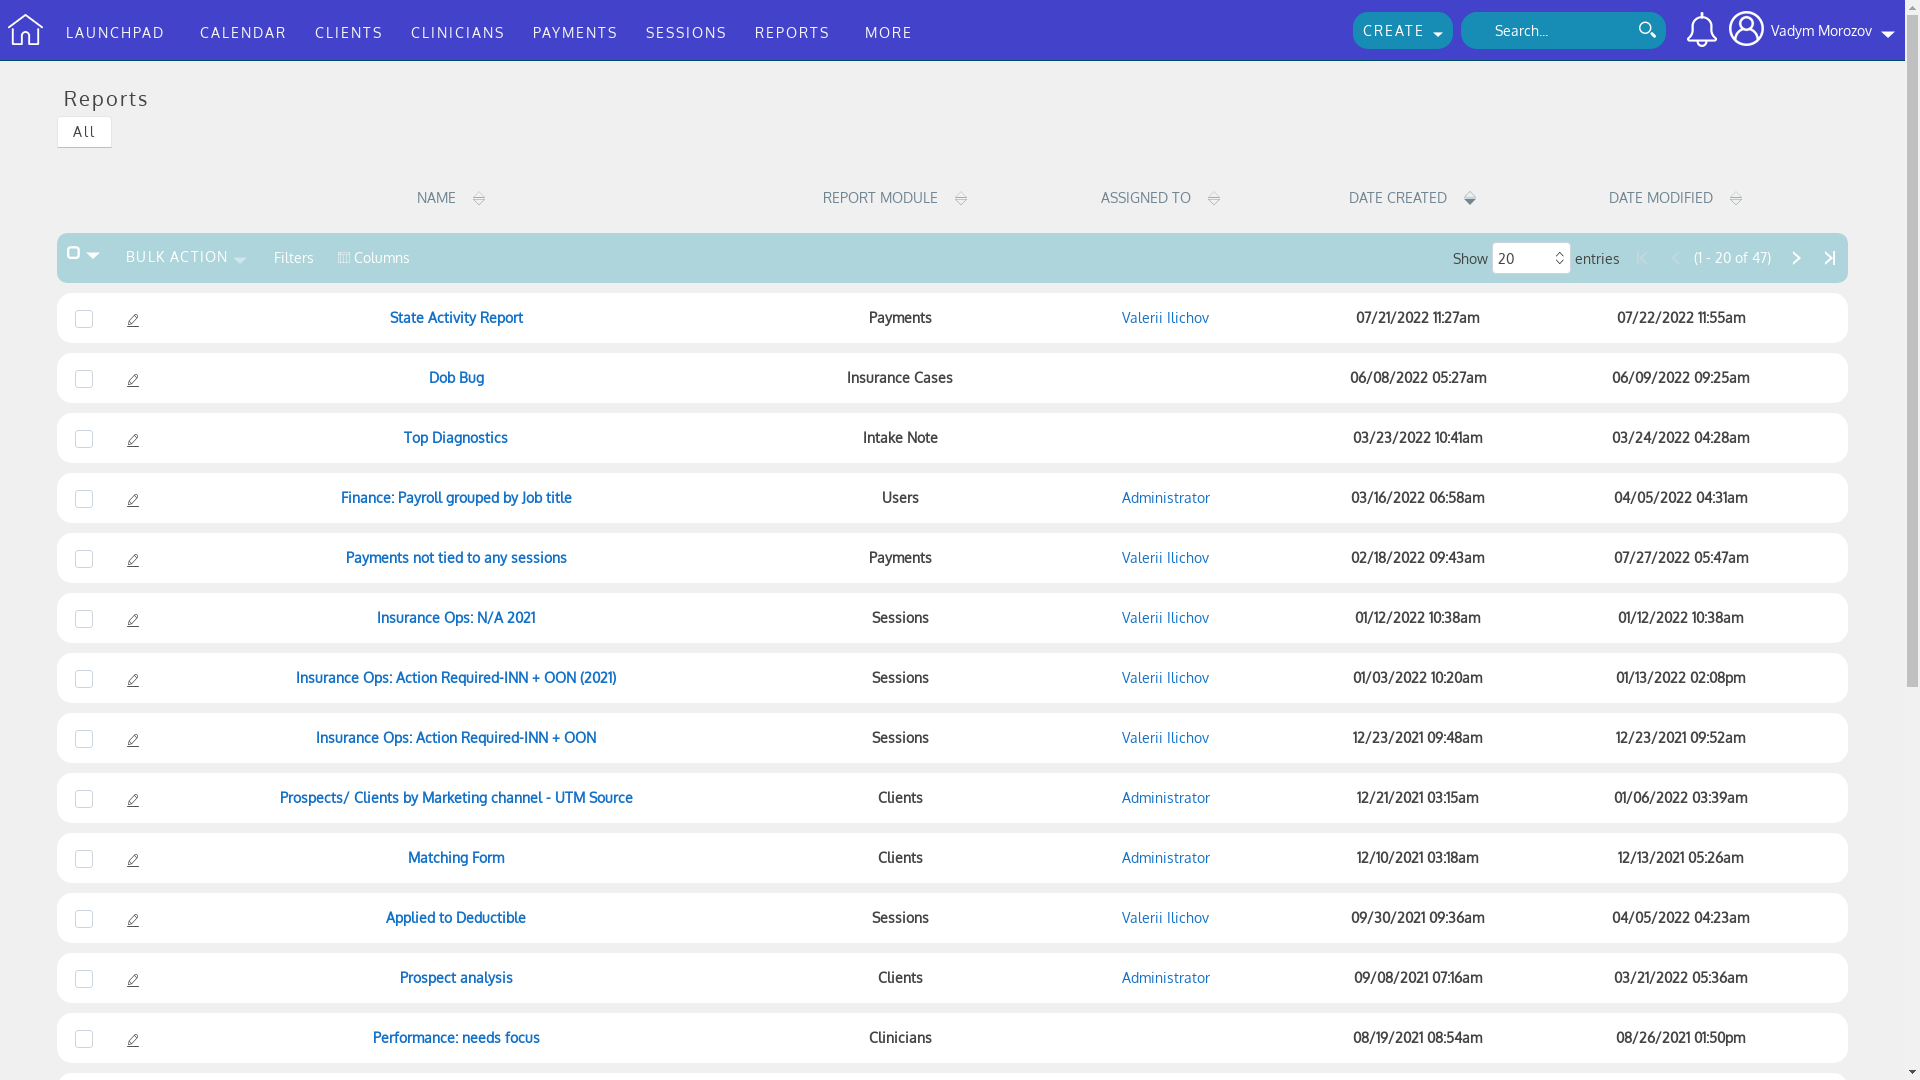 LAUNCHPAD CALENDAR CLIENTS CLINICIANS PAYMENTS SESSIONS REPORTS MORE CREATE Search... Vadym Morozov
Reports
All
NAME REPORT MODULE ASSIGNED TO DATE CREATED DATE MODIFIED
BULK ACTION Filters Columns Show 20 entries (1 - 20 of 47)
State Activity Report Payments Valerii Ilichov 07/21/2022 11:27am 07/22/2022 11:55am
Dob Bug Insurance Cases 06/08/2022 05:27am 06/09/2022 09:25am
Top Diagnostics Intake Note 03/23/2022 10:41am 03/24/2022 04:28am
Finance: Payroll grouped by Job title Users Administrator 03/16/2022 06:58am 04/05/2022 04:31am
Payments not tied to any sessions Payments Valerii Ilichov 02/18/2022 09:43am 07/27/2022 05:47am
Insurance Ops: N/A 2021 Sessions Valerii Ilichov 01/12/2022 10:38am 01/12/2022 10:38am
Insurance Ops: Action Required-INN + OON (2021) Sessions Valerii Ilichov 01/03/2022 10:20am 01/13/2022 02:08pm
Insurance Ops: Action Required-INN + OON Sessions Valerii Ilichov 12/23/2021 09:48am 12/23/2021 09:52am
Prospects/ Clients by Marketing channel - UTM Source Clients Administrator 12/21/2021 03:15am 01/06/2022 03:39am
Matching Form Clients Administrator 12/10/2021 03:18am 12/13/2021 05:26am
Applied to Deductible Sessions Valerii Ilichov 09/30/2021 09:36am 04/05/2022 04:23am
Prospect analysis Clients Administrator 09/08/2021 07:16am 03/21/2022 05:36am
Performance: needs focus Clinicians 08/19/2021 08:54am 08/26/2021 01:50pm